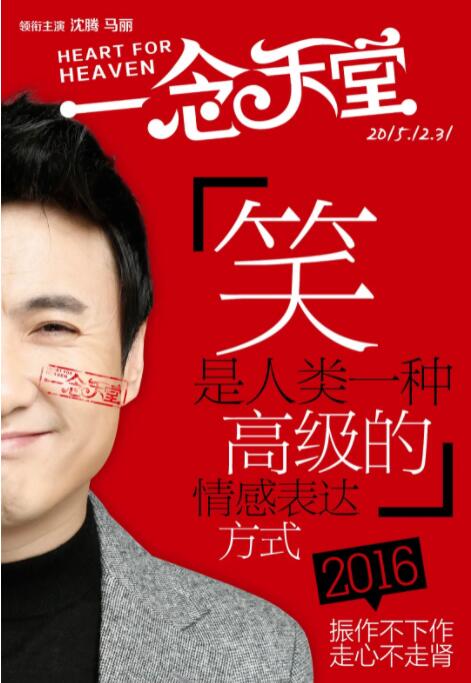 领衔主演 沈腾 马丽
HEART FOR
HEAVEN
一念天堂
2015.12.31
「笑
是人类一种
高级的
情感表达」
方式
一念天堂
2016
振作不下作
走心不走肾